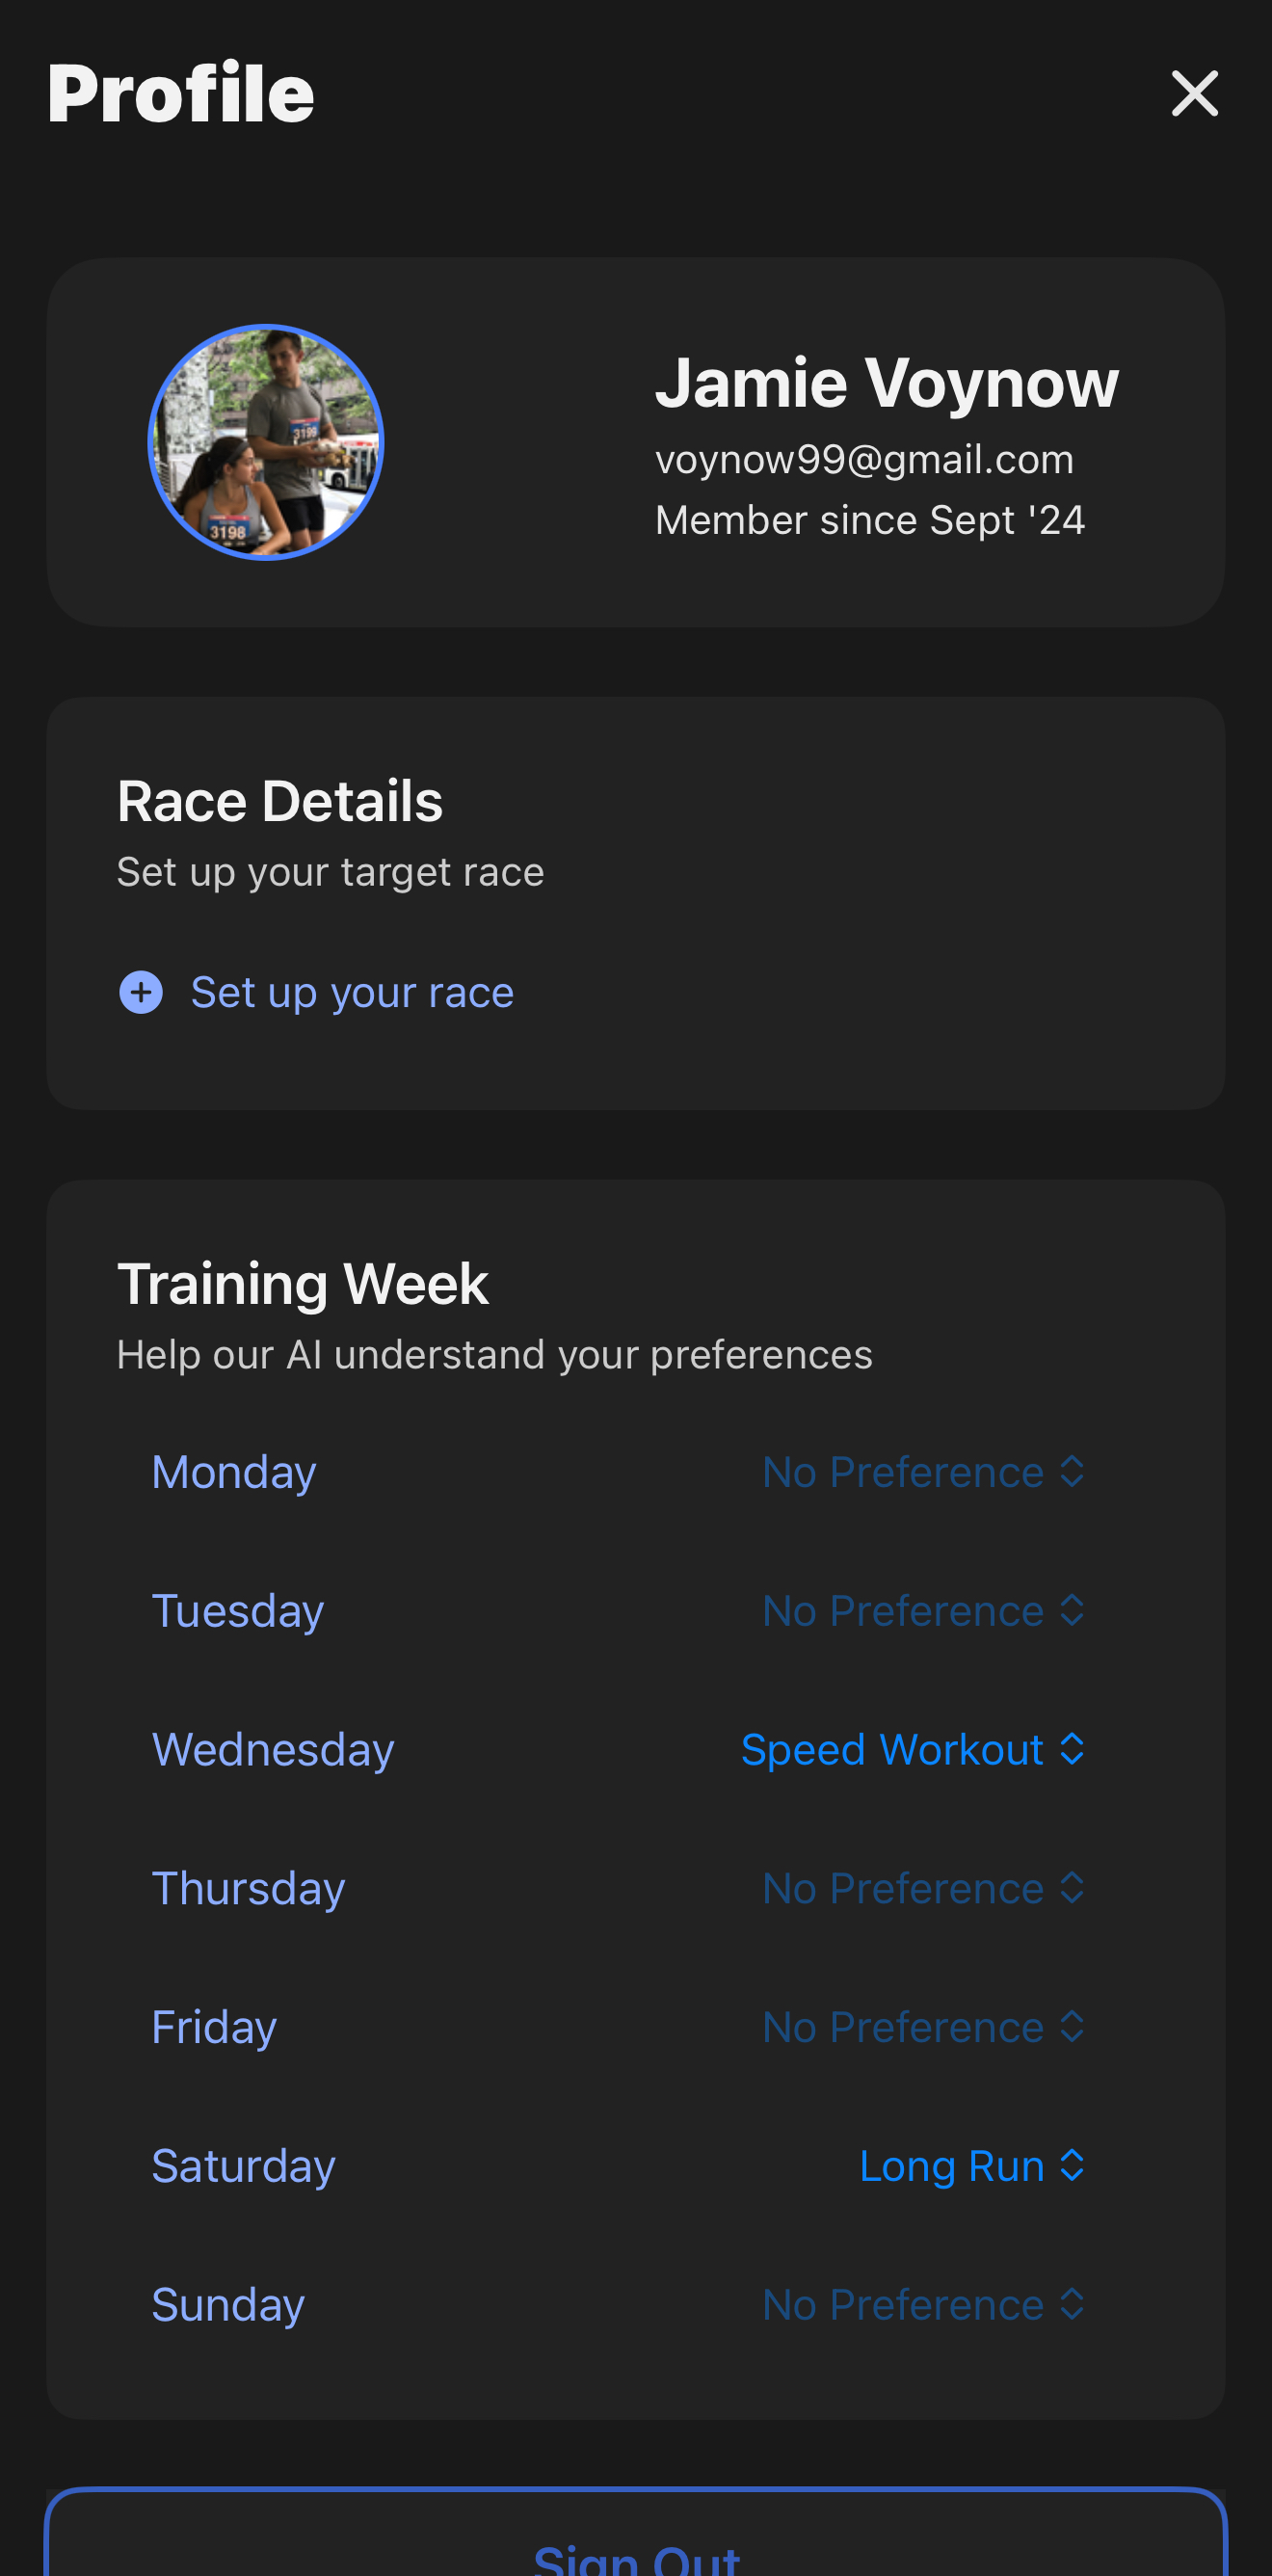 Profile
Jamie Voynow
voynow99@gmail.com
Member since Sept '24
3199
3198
Race Details
Set up your target race
Set up your race
Training Week
Help our AI understand your preferences
Monday No Preference
Tuesday No Preference
Wednesday Speed Workout
Thursday No Preference
Friday No Preference
Saturday Long Run
Sunday No Preference
Sign Out